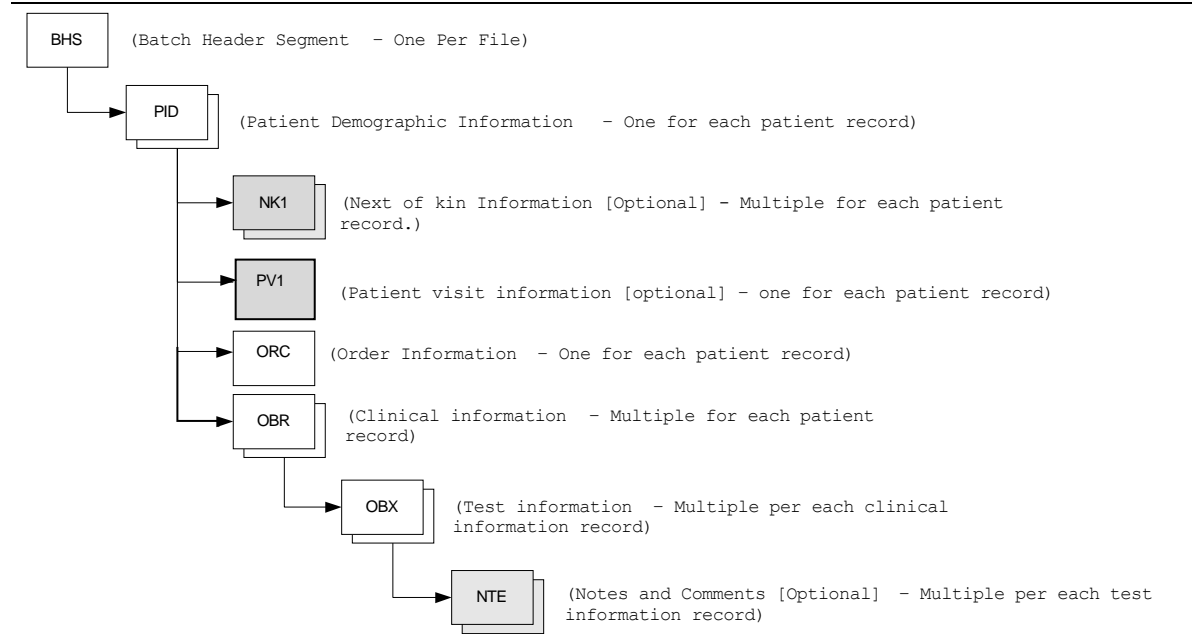 BHS (Batch Header Segment – One Per File)
PID
(Patient Demographic Information – One for each patient record)
NK1 (Next of kin Information [Optional] - Multiple for each patient
record.)
PV1
(Patient visit information [optional] – one for each patient record)
ORC (Order Information – One for each patient record)
OBR (Clinical information – Multiple for each patient
record)
OBX (Test information – Multiple per each clinical
information record)
NTE (Notes and Comments [Optional] – Multiple per each test
information record)